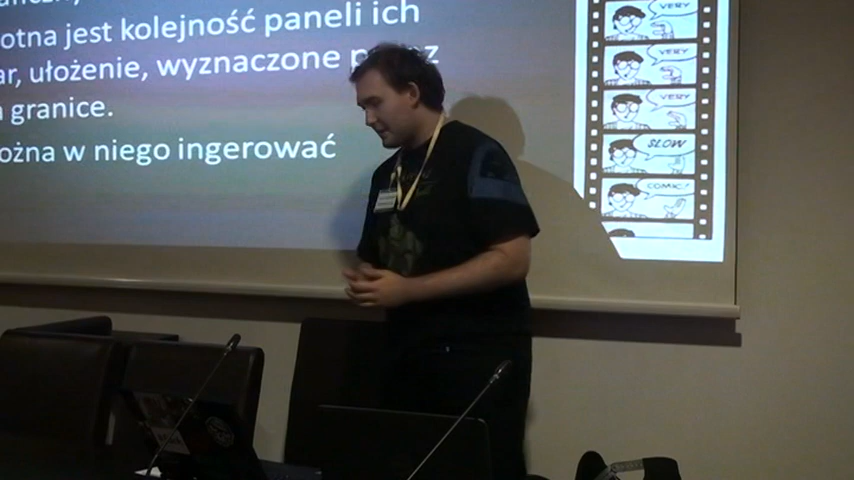 otna jest kolejność paneli ich
ar, ułożenie, wyznaczone
granice.
ożna w niego ingerować
VERY
VERY
VERY
SLOW
COMIC!